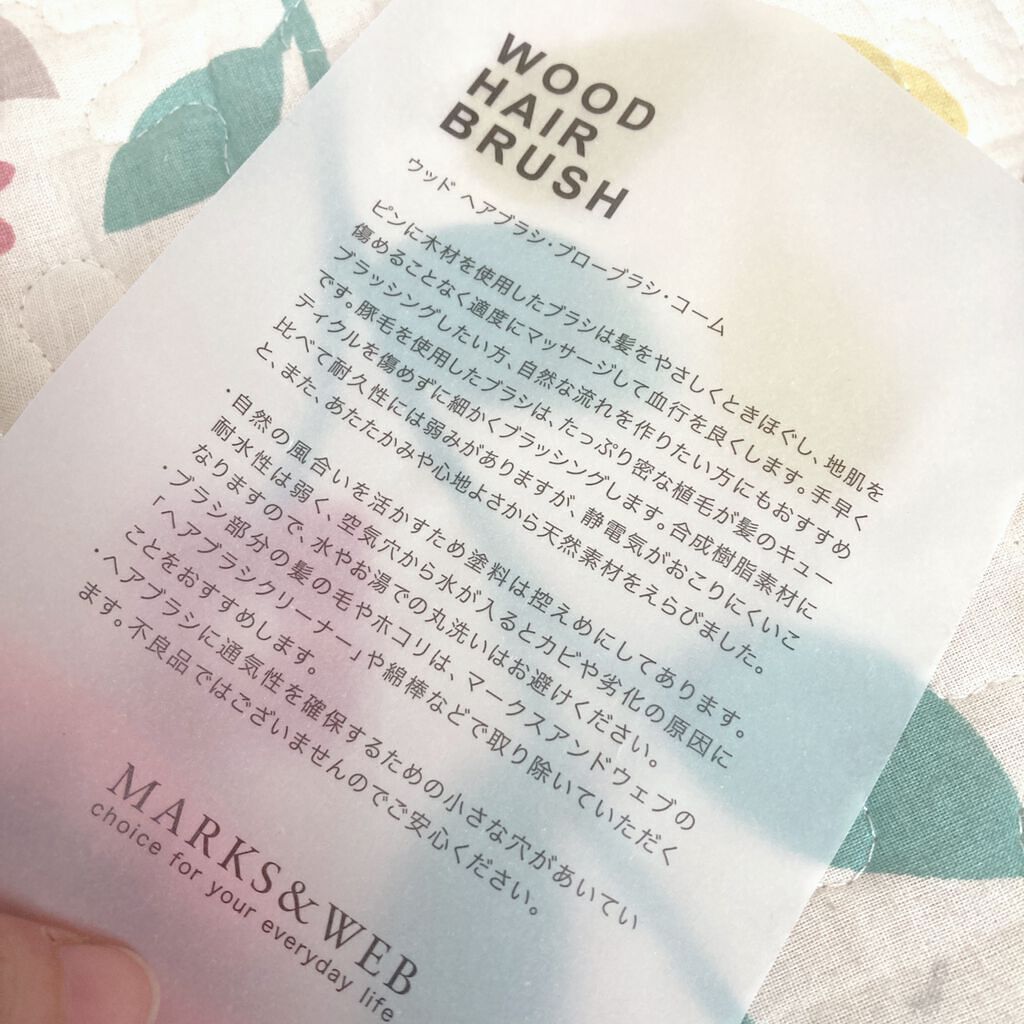 WOOD
HAIR
BRUSH
ウッド ヘアブラシ・ブローブラシ・コーム
ピンに木材を使用したブラシは髪をやさしくときほぐし、地肌を
傷めることなく適度にマッサージして血行を良くします。手早く
ブラッシングしたい方、自然な流れを作りたい方にもおすすめ
です。豚毛を使用したブラシは、たっぷり密な植毛が髪のキュー
ティクルを傷めずに細かくブラッシングします。合成樹脂素材に
比べて耐久性には弱みがありますが、静電気がおこりにくいこ
と、また、あたたかみや心地よさから天然素材をえらびました。
・自然の風合いを活かすため塗料は控えめにしてあります。
耐水性は弱く、空気穴から水が入るとカビや劣化の原因に
なりますので、水やお湯での丸洗いはお避けください。
・ブラシ部分の髪の毛やホコリは、マークスアンドウェブの
「ヘアブラシクリーナー」や綿棒などで取り除いていただく
ことをおすすめします。
・ヘアブラシに通気性を確保するための小さな穴があいてい
ます。不良品ではございませんのでご安心ください。
MARKS&WEB
choice for your everyday life